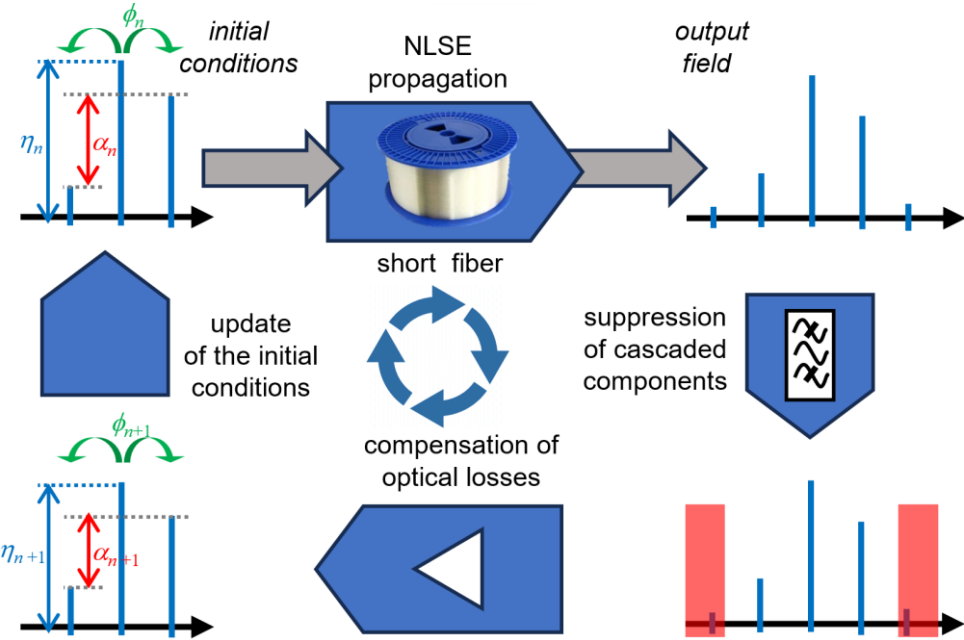 ϕn
initial
conditions
NLSE
propagation
output
field
ηn
αn
short fiber
update
of the initial
conditions
suppression
of cascaded
components
compensation of
optical losses
ϕn+1
ηn+1
αn+1